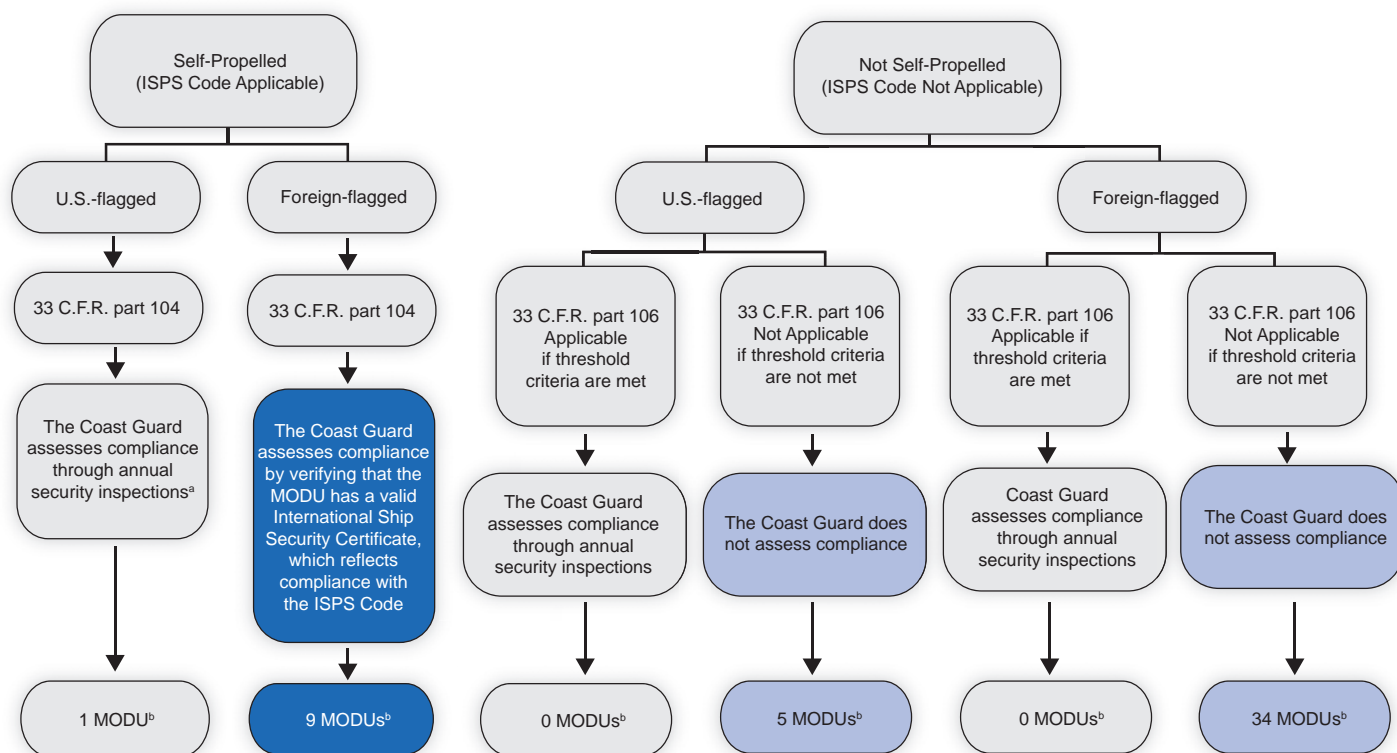 Self-Propelled
(ISPS Code Applicable)
Not Self-Propelled
(ISPS Code Not Applicable)
U.S.-flagged
Foreign-flagged
U.S.-flagged
Foreign-flagged
33 C.F.R. part 104
33 C.F.R. part 104
33 C.F.R. part 106
Applicable
if threshold
criteria are met
33 C.F.R. part 106
Not Applicable
if threshold criteria
are not met
33 C.F.R. part 106
Applicable if
threshold criteria
are met
33 C.F.R. part 106
Not Applicable
if threshold criteria
are not met
The Coast Guard
assesses compliance
through annual
security inspectionsᵃ
The Coast Guard
assesses compliance
by verifying that the
MODU has a valid
International Ship
Security Certificate,
which reflects
compliance with
the ISPS Code
The Coast Guard
assesses compliance
through annual
security inspections
The Coast Guard does
not assess compliance
Coast Guard
assesses compliance
through annual
security inspections
The Coast Guard does
not assess compliance
1 MODUᵇ
9 MODUsᵇ
0 MODUsᵇ
5 MODUsᵇ
0 MODUsᵇ
34 MODUsᵇ